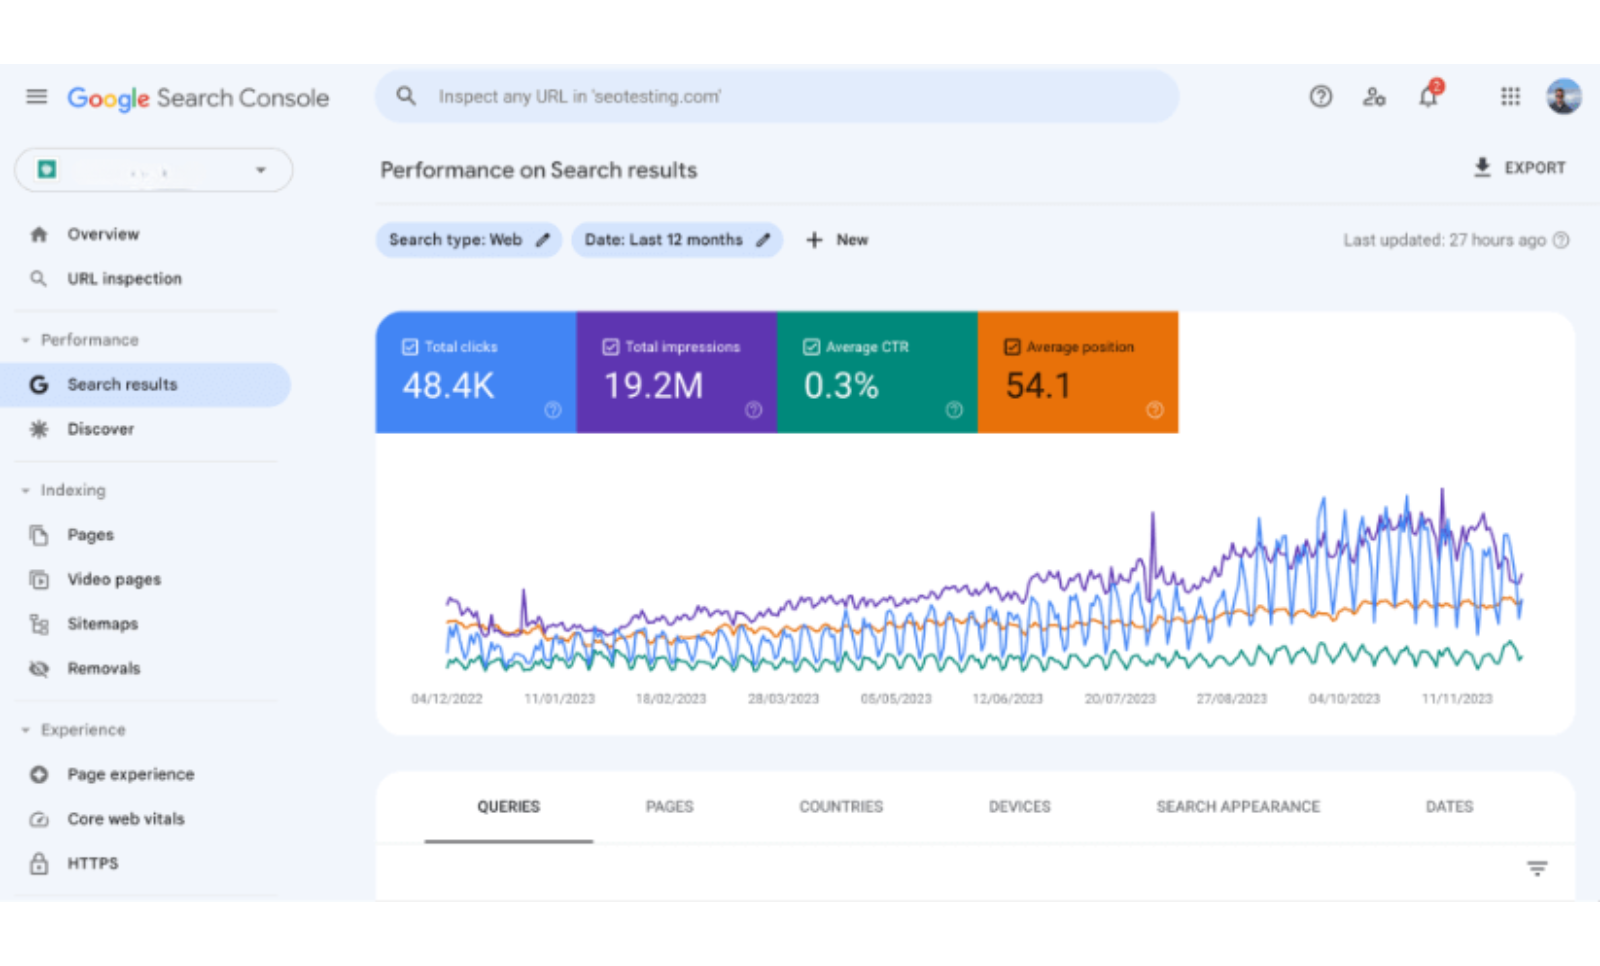 Google Search Console
Inspect any URL in 'seotesting.com'
2
Performance on Search results
EXPORT
Search type: Web
Date: Last 12 months
New
Last updated: 27 hours ago
Overview
URL inspection
Performance
Search results
Discover
Indexing
Pages
Video pages
Sitemaps
Removals
Experience
Page experience
Core web vitals
HTTPS
Total clicks
48.4K
Total impressions
19.2M
Average CTR
0.3%
Average position
54.1
04/12/2022 11/01/2023 18/02/2023 28/03/2023 05/05/2023 12/06/2023 20/07/2023 27/08/2023 04/10/2023 11/11/2023
QUERIES PAGES COUNTRIES DEVICES SEARCH APPEARANCE DATES